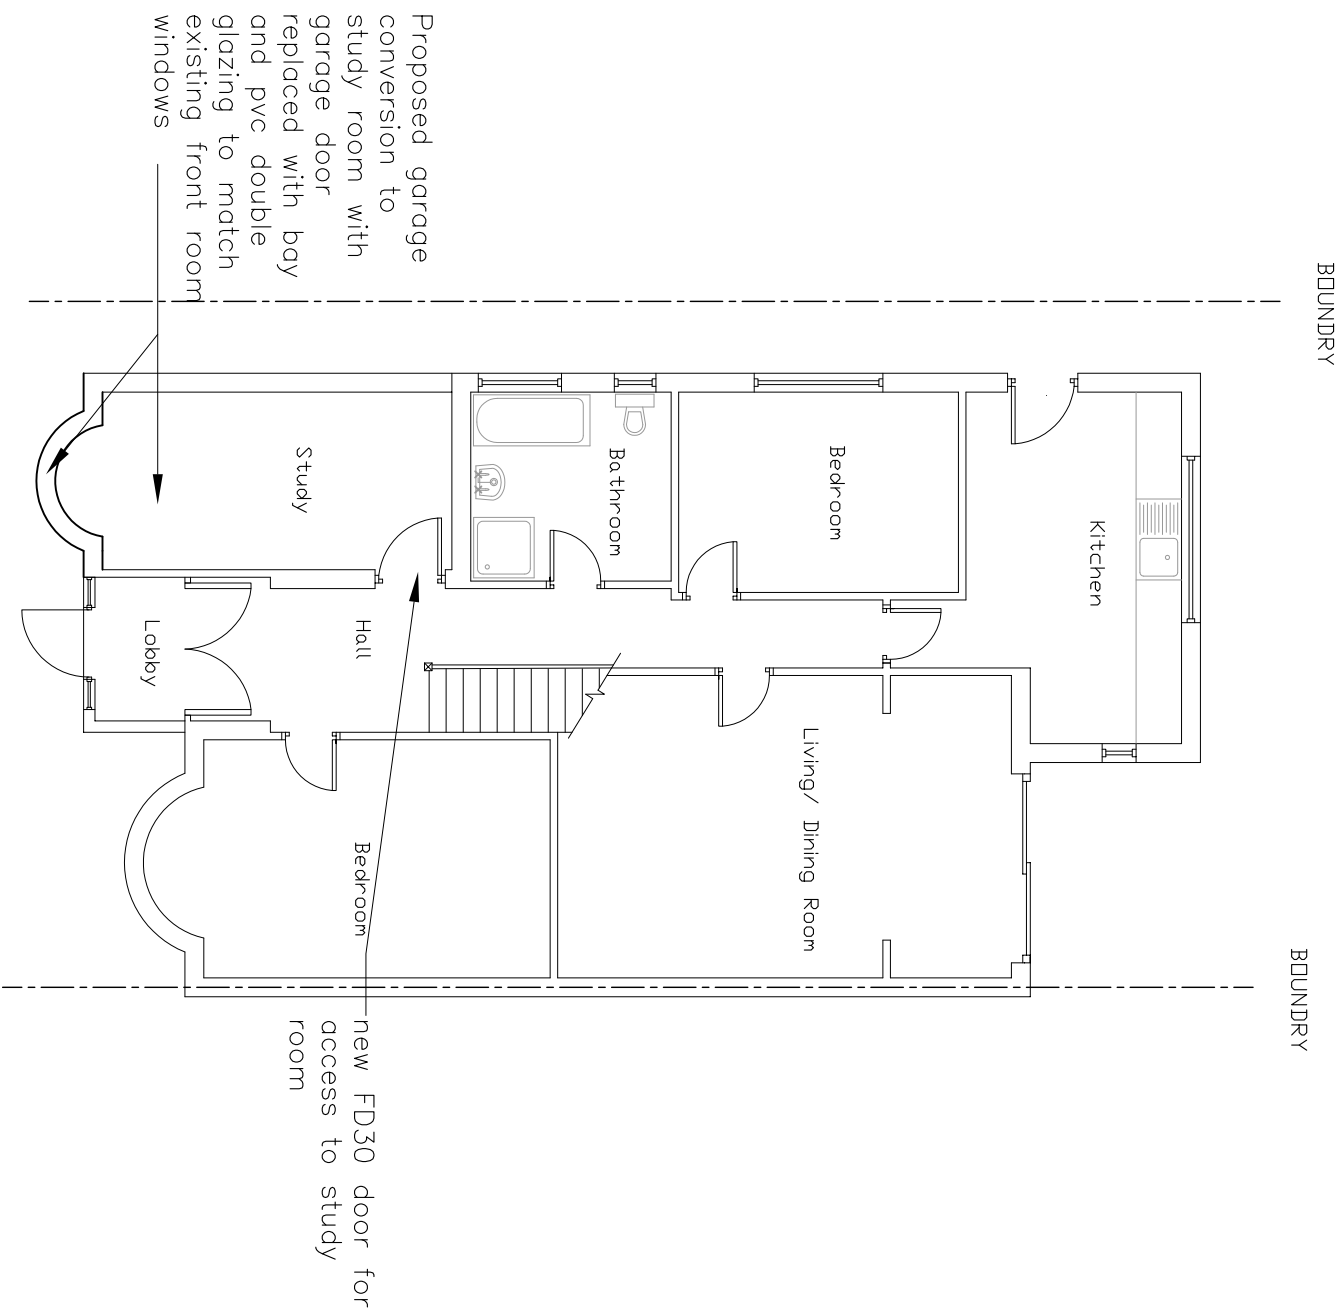 BOUNDRY
BOUNDRY
Proposed garage
conversion to
study room with
garage door
replaced with bay
and pvc double
glazing to match
existing front room
windows
Kitchen
Bedroom
Bathroom
Study
Hall
Lobby
Living/ Dining Room
Bedroom
new FD30 door for
access to study
room